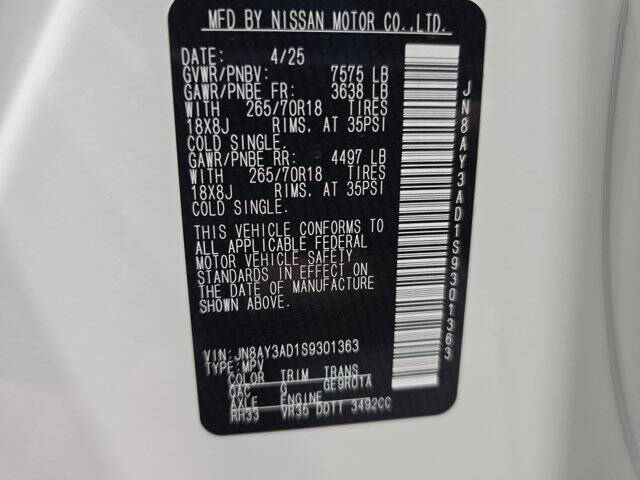 MFD BY NISSAN MOTOR CO.,LTD.
DATE: 4/25
GVWR/PNBV: 7575 LB
GAWR/PNBE FR: 3638 LB
WITH 265/70R18 TIRES
18X8J RIMS, AT 35PSI
COLD SINGLE.
GAWR/PNBE RR: 4497 LB
WITH 265/70R18 TIRES
18X8J RIMS, AT 35PSI
COLD SINGLE.
THIS VEHICLE CONFORMS TO
ALL APPLICABLE FEDERAL
MOTOR VEHICLE SAFETY
STANDARDS IN EFFECT ON
THE DATE OF MANUFACTURE
SHOWN ABOVE.
VIN: JN8AY3AD1S9301363
TYPE: MPV
COLOR TRIM TRANS
QAC G GE9R01A
QAC
AXLE ENGINE
RH33 VR35 DDTT 3492CC
JN8AY3AD1S9301363